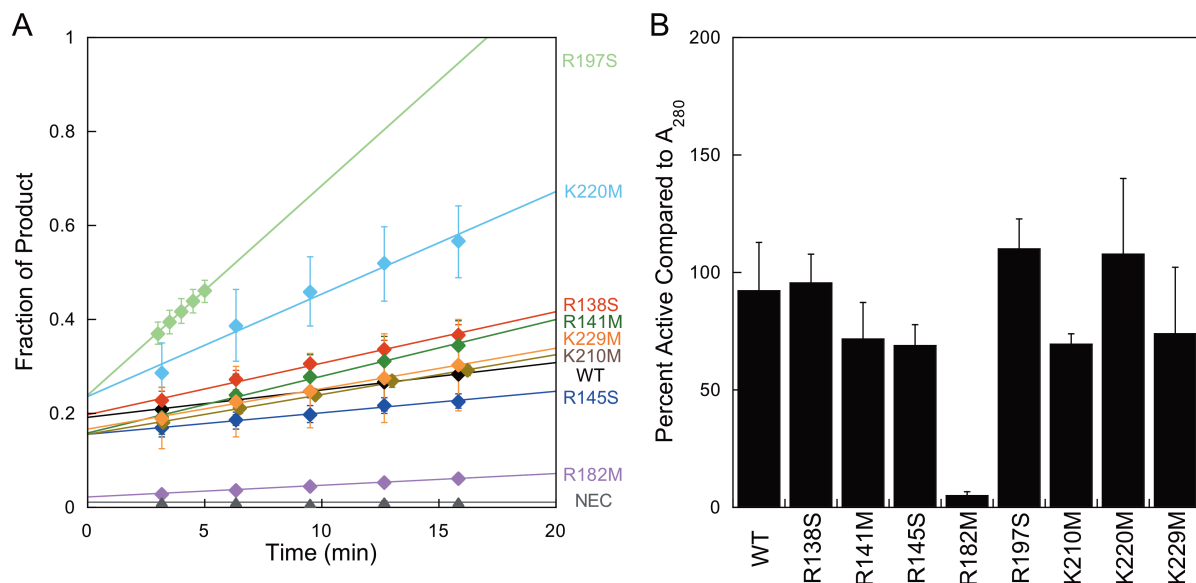 A
Fraction of Product
1
0.8
0.6
0.4
0.2
0
0
5
10
15
20
Time (min)
R197S
K220M
R138S
R141M
K229M
K210M
WT
R145S
R182M
NEC
B
Percent Active Compared to A280
200
150
100
50
0
WT
R138S
R141M
R145S
R182M
R197S
K210M
K220M
K229M